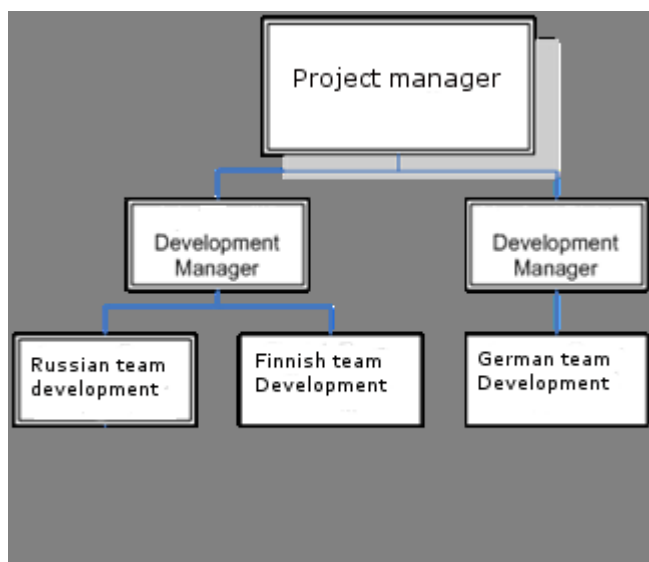 Project manager
Development
Manager
Development
Manager
Russian team
development
Finnish team
Development
German team
Development